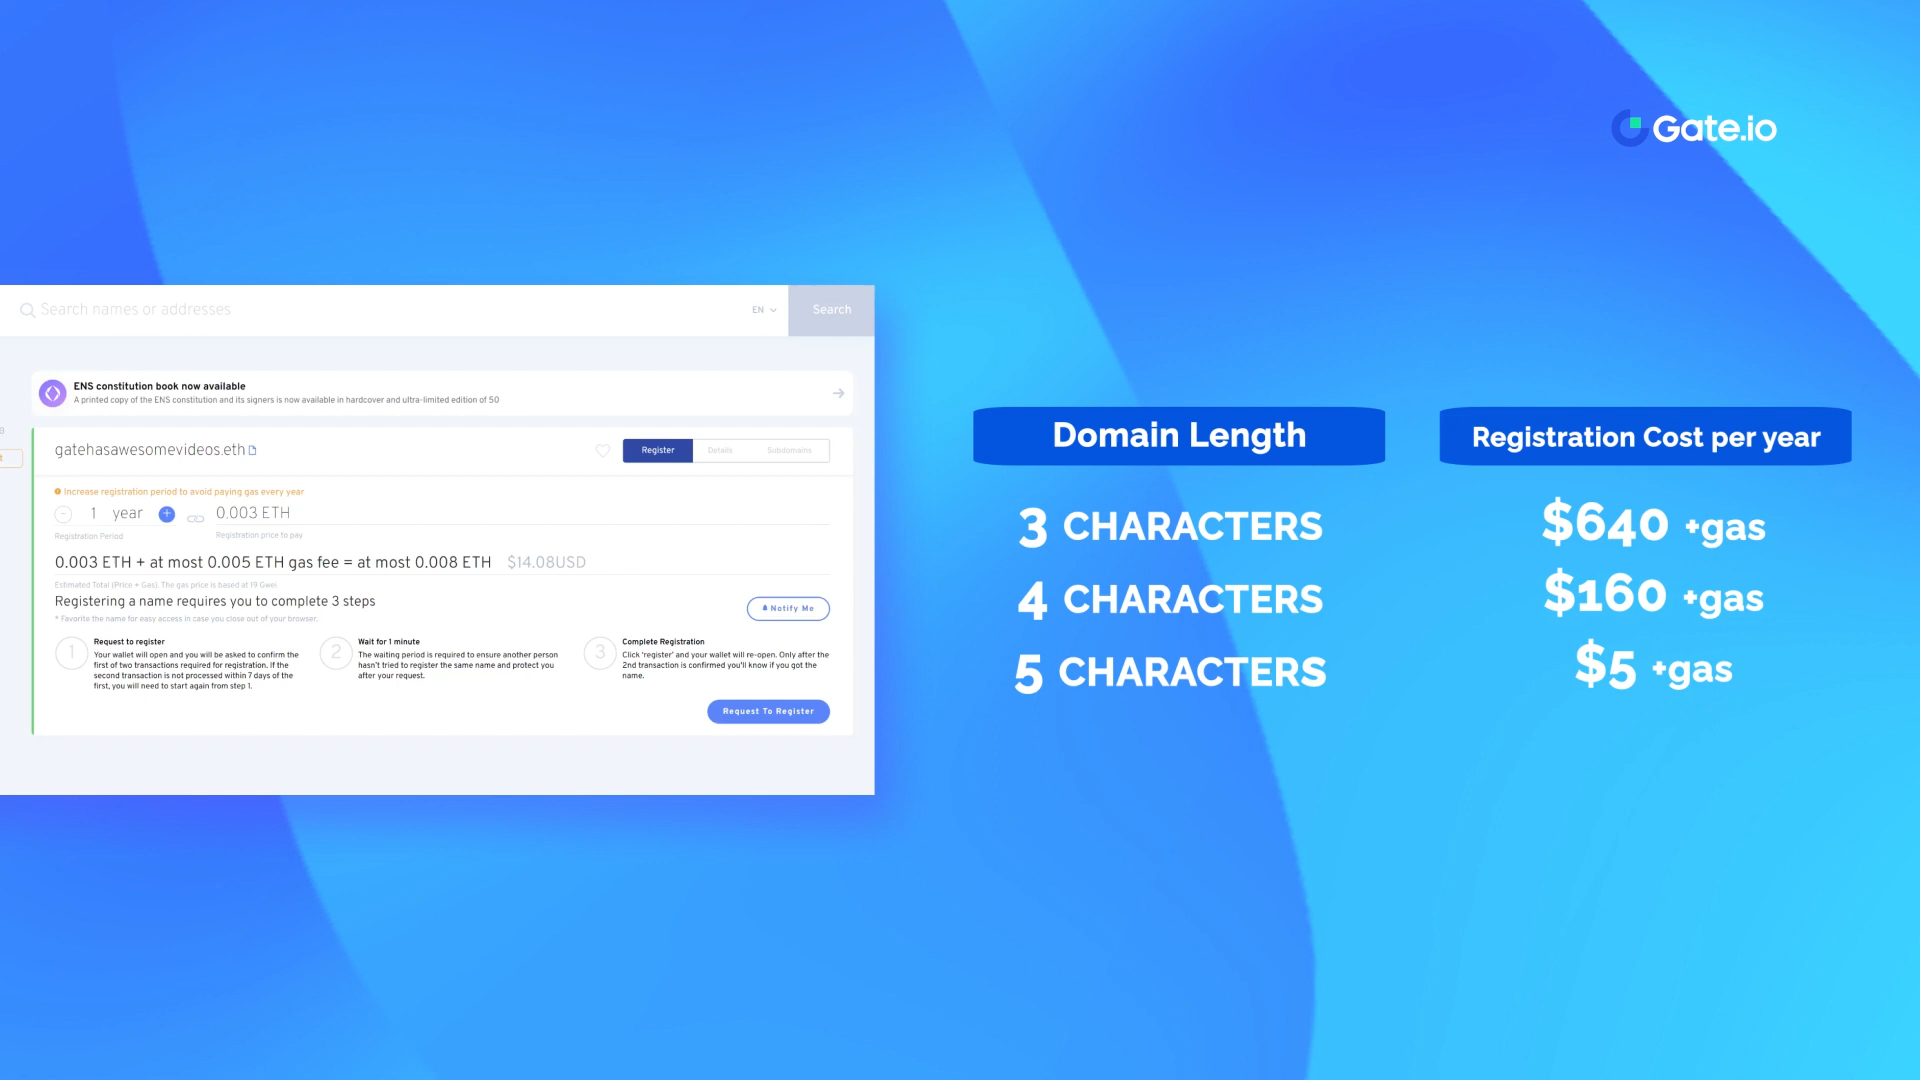 Gate.io
Search names or addresses
EN
Search
ENS constitution book now available
A printed copy of the ENS constitution and its signers is now available in hardcover and ultra-limited edition of 50
gatehasawesomevideos.eth
Register
Details
Subdomains
Increase registration period to avoid paying gas every year
- 1 year +
0.003 ETH
Registration Period
Registration price to pay
0.003 ETH + at most 0.005 ETH gas fee = at most 0.008 ETH $14.08USD
Estimated Total (Price + Gas). The gas price is based at 19 Gwei
Registering a name requires you to complete 3 steps
* Favorite the name for easy access in case you close out of your browser.
Notify Me
1
Request to register
Your wallet will open and you will be asked to confirm the
first of two transactions required for registration. If the
second transaction is not processed within 7 days of the
first, you will need to start again from step 1.
2
Wait for 1 minute
The waiting period is required to ensure another person
hasn't tried to register the same name and protect you
after your request.
3
Complete Registration
Click 'register' and your wallet will re-open. Only after the
2nd transaction is confirmed you'll know if you got the
name.
Request To Register
Domain Length
Registration Cost per year
3 CHARACTERS
$640 +gas
4 CHARACTERS
$160 +gas
5 CHARACTERS
$5 +gas